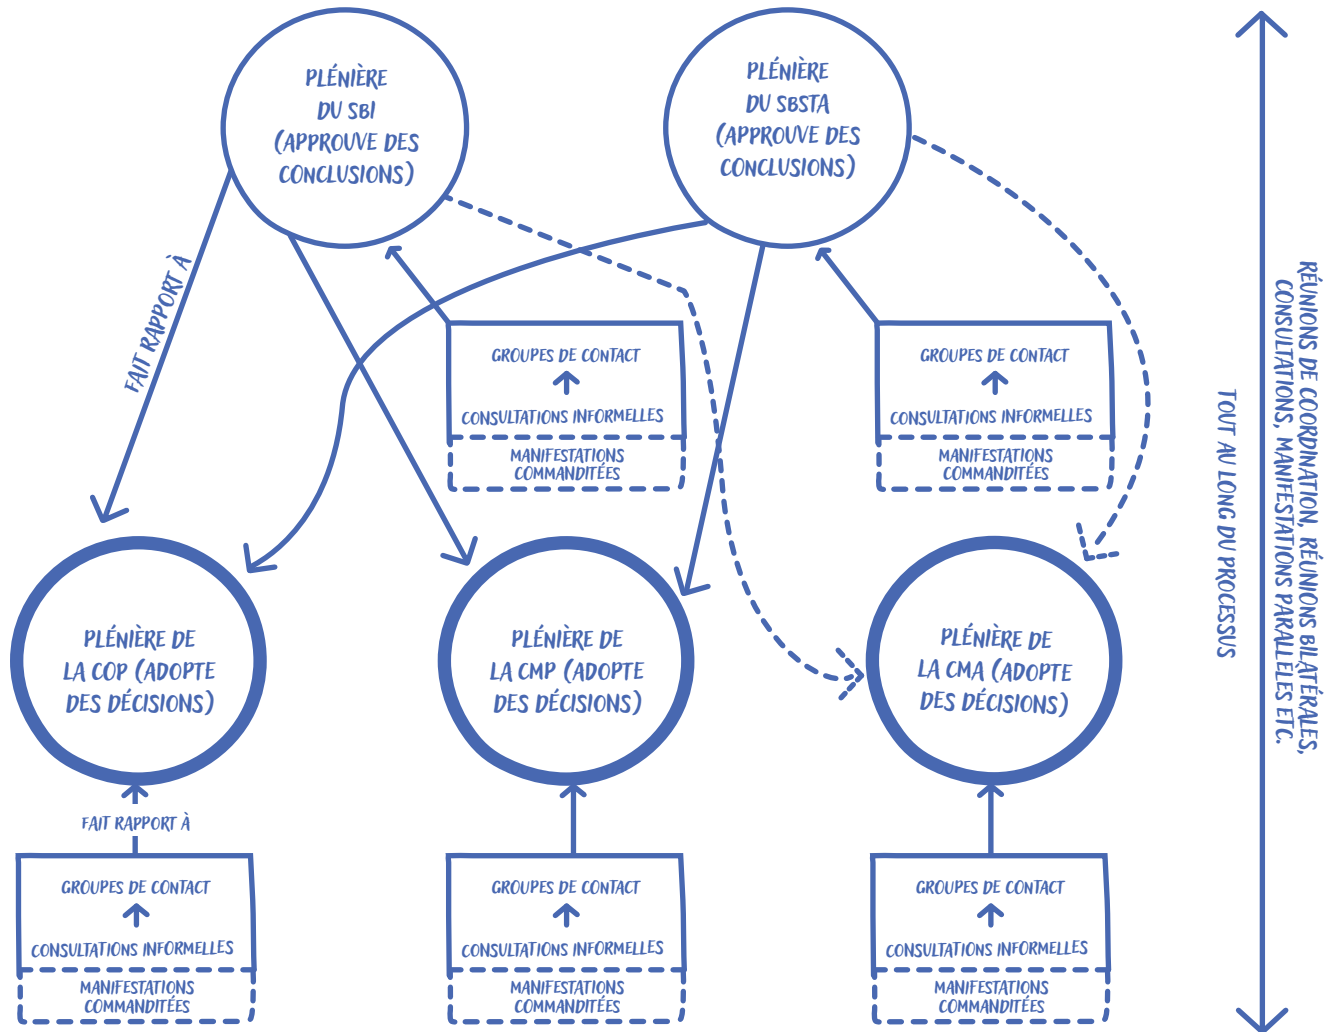 PLÉNIÈRE
DU SBI
(APPROUVE DES
CONCLUSIONS)
PLÉNIÈRE
DU SBSTA
(APPROUVE DES
CONCLUSIONS)
FAIT RAPPORT À
GROUPES DE CONTACT
CONSULTATIONS INFORMELLES
MANIFESTATIONS
COMMANDITÉES
GROUPES DE CONTACT
CONSULTATIONS INFORMELLES
MANIFESTATIONS
COMMANDITÉES
PLÉNIÈRE DE
LA COP (ADOPTE
DES DÉCISIONS)
PLÉNIÈRE DE
LA CMP (ADOPTE
DES DÉCISIONS)
PLÉNIÈRE DE
LA CMA (ADOPTE
DES DÉCISIONS)
FAIT RAPPORT À
GROUPES DE CONTACT
CONSULTATIONS INFORMELLES
MANIFESTATIONS
COMMANDITÉES
GROUPES DE CONTACT
CONSULTATIONS INFORMELLES
MANIFESTATIONS
COMMANDITÉES
GROUPES DE CONTACT
CONSULTATIONS INFORMELLES
MANIFESTATIONS
COMMANDITÉES
RÉUNIONS DE COORDINATION, RÉUNIONS BILATÉRALES,
CONSULTATIONS, MANIFESTATIONS PARALLELES ETC.
TOUT AU LONG DU PROCESSUS